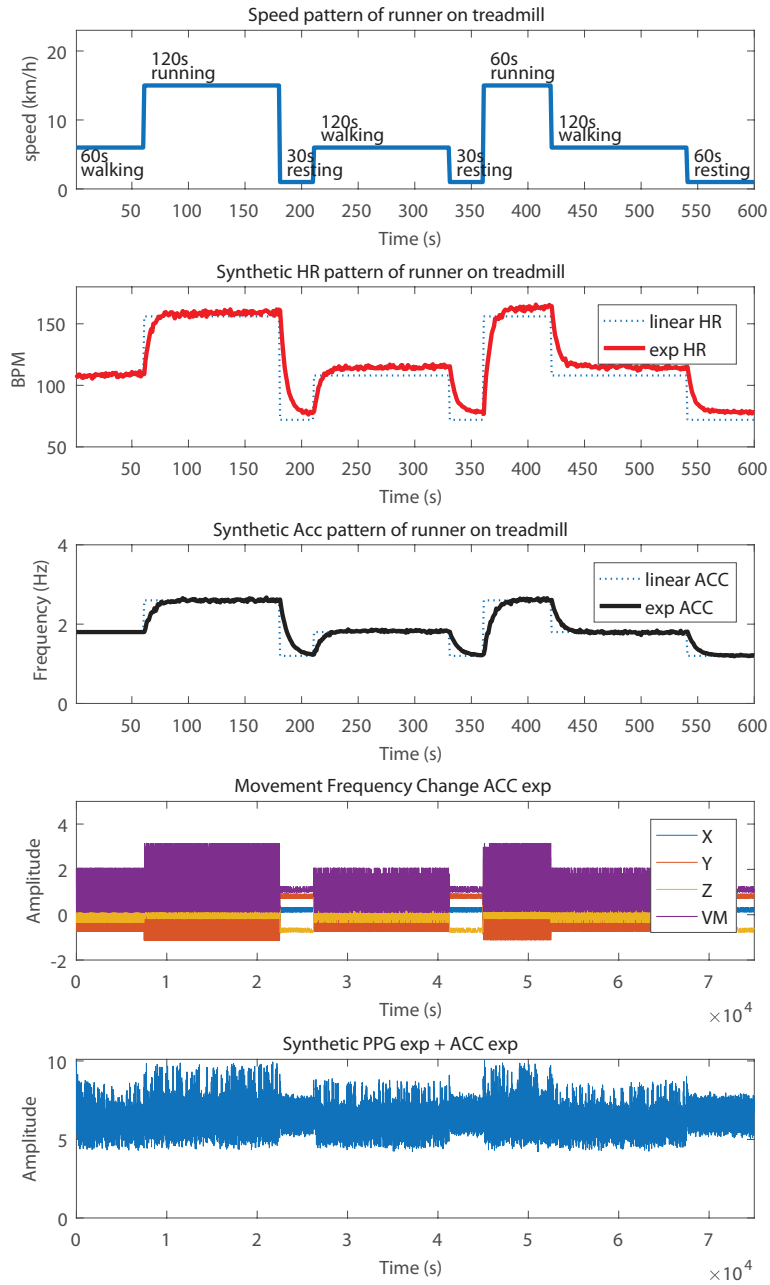 Speed pattern of runner on treadmill
speed (km/h)
20
10
0
60s
walking
120s
running
30s
resting
120s
walking
30s
resting
60s
running
120s
walking
60s
resting
50 100 150 200 250 300 350 400 450 500 550 600
Time (s)
Synthetic HR pattern of runner on treadmill
BPM
150
100
50
linear HR
exp HR
50 100 150 200 250 300 350 400 450 500 550 600
Time (s)
Synthetic Acc pattern of runner on treadmill
Frequency (Hz)
4
2
0
linear ACC
exp ACC
50 100 150 200 250 300 350 400 450 500 550 600
Time (s)
Movement Frequency Change ACC exp
Amplitude
4
2
0
-2
X
Y
Z
VM
0 1 2 3 4 5 6 7
Time (s)
×10⁴
Synthetic PPG exp + ACC exp
Amplitude
10
5
0
0 1 2 3 4 5 6 7
Time (s)
×10⁴